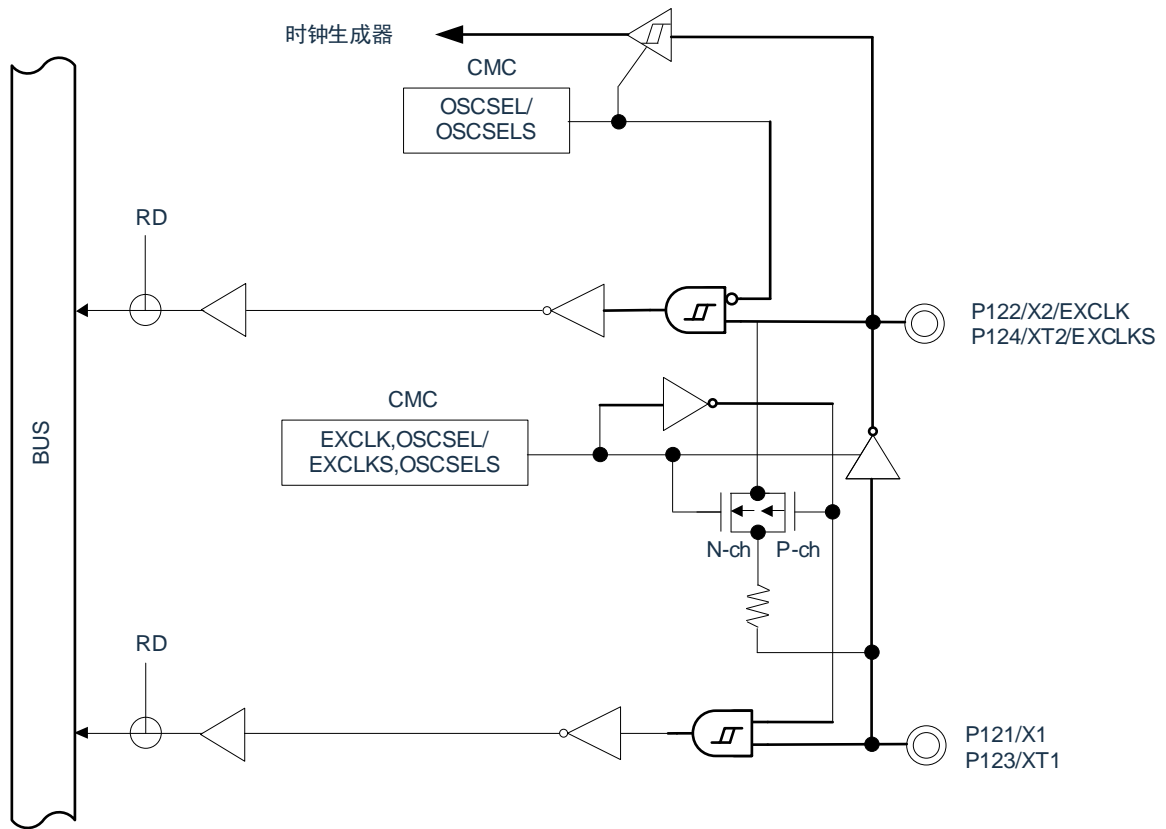 时钟生成器
CMC
OSCSEL/
OSCSELS
RD
P122/X2/EXCLK
P124/XT2/EXCLKS
CMC
EXCLK,OSCSEL/
EXCLKS,OSCSELS
BUS
N-ch
P-ch
RD
P121/X1
P123/XT1